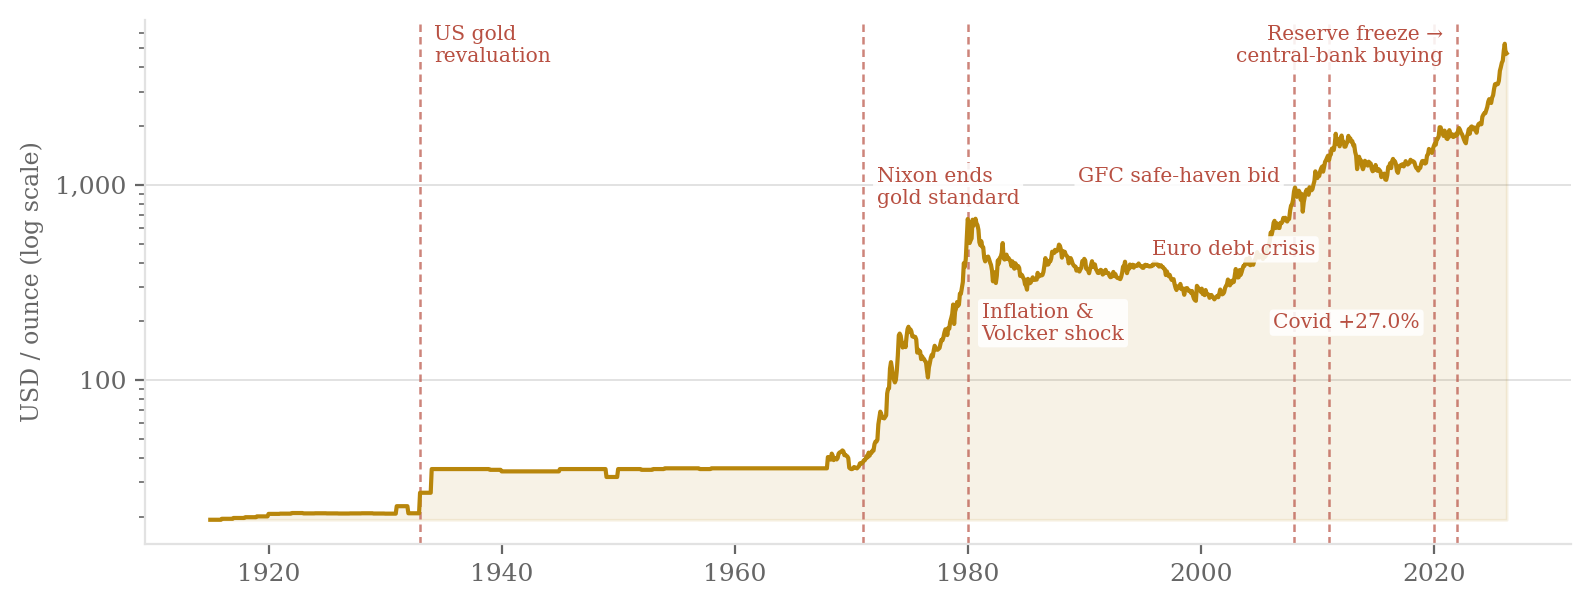 US gold
revaluation
Reserve freeze →
central-bank buying
Nixon ends
gold standard
GFC safe-haven bid
Euro debt crisis
Inflation &
Volcker shock
Covid +27.0%
USD / ounce (log scale)
1,000
100
1920
1940
1960
1980
2000
2020